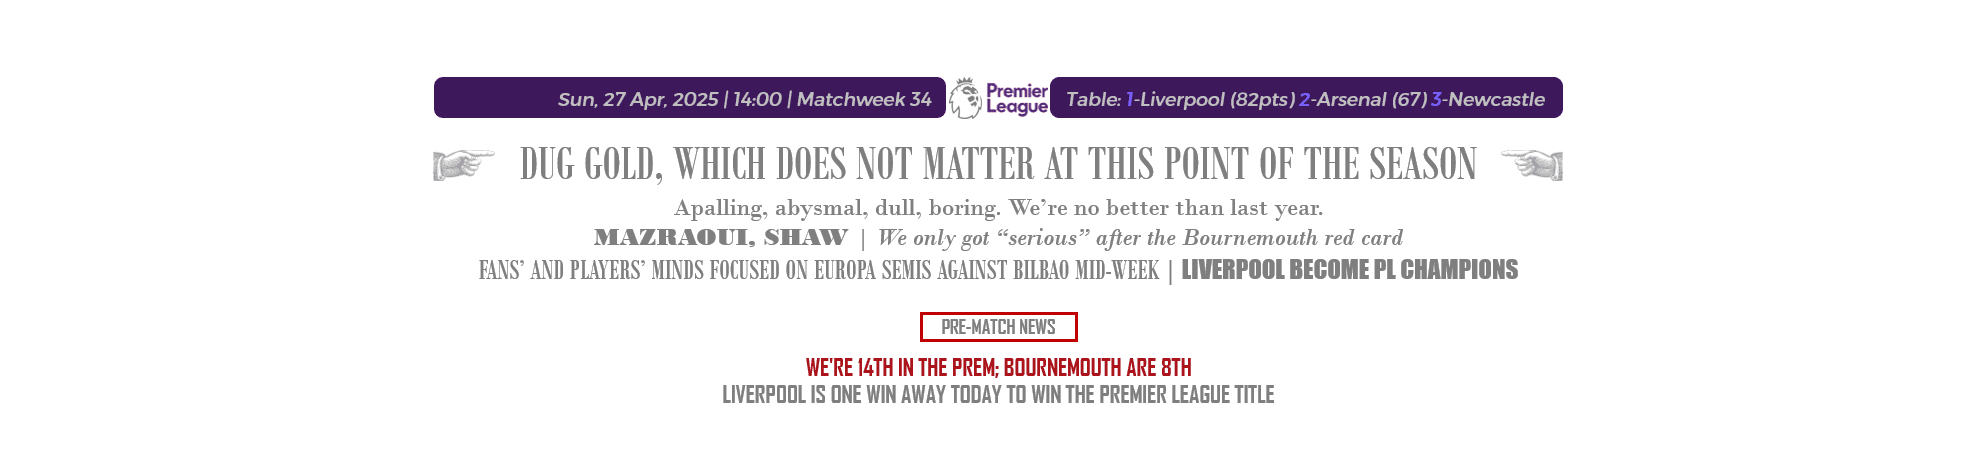 Sun, 27 Apr, 2025 | 14:00 | Matchweek 34
Premier League
Table: 1-Liverpool (82pts) 2-Arsenal (67) 3-Newcastle
DUG GOLD, WHICH DOES NOT MATTER AT THIS POINT OF THE SEASON
Apalling, abysmal, dull, boring. We’re no better than last year.
MAZRAOUI, SHAW | We only got “serious” after the Bournemouth red card
FANS’ AND PLAYERS’ MINDS FOCUSED ON EUROPA SEMIS AGAINST BILBAO MID-WEEK | LIVERPOOL BECOME PL CHAMPIONS
PRE-MATCH NEWS
WE'RE 14TH IN THE PREM; BOURNEMOUTH ARE 8TH
LIVERPOOL IS ONE WIN AWAY TODAY TO WIN THE PREMIER LEAGUE TITLE